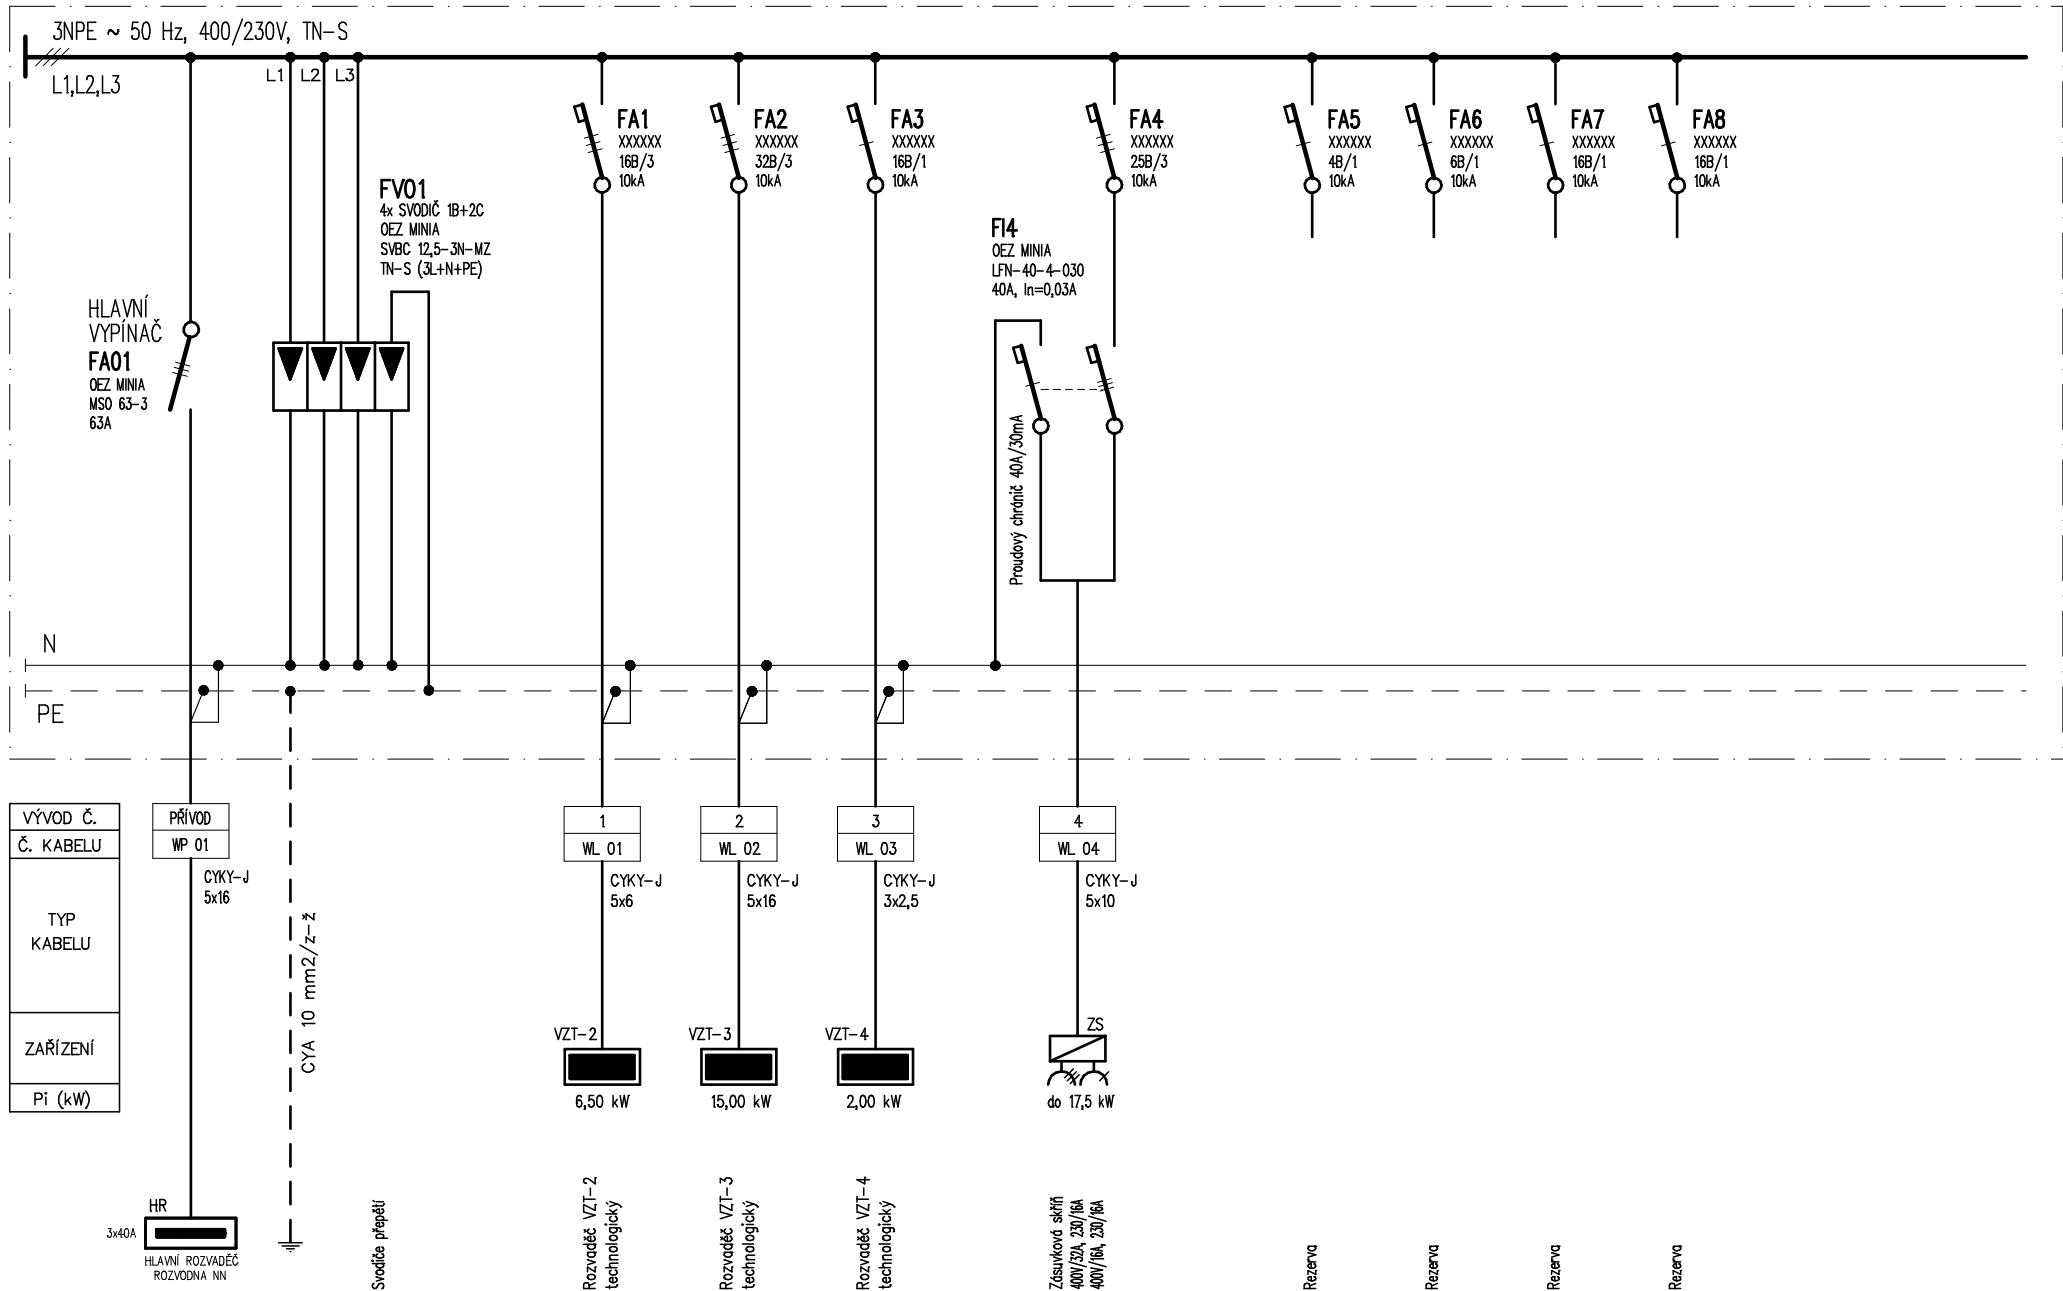 3NPE ~ 50 Hz, 400/230V, TN-S
L1,L2,L3
L1
L2
L3
HLAVNÍ
VYPÍNAČ
FA01
OEZ MINIA
MSO 63-3
63A
FV01
4x SVODIČ 1B+2C
OEZ MINIA
SVBC 12,5-3N-MZ
TN-S (3L+N+PE)
FA1
XXXXXX
16B/3
10kA
FA2
XXXXXX
32B/3
10kA
FA3
XXXXXX
16B/1
10kA
FA4
XXXXXX
25B/3
10kA
FA5
XXXXXX
4B/1
10kA
FA6
XXXXXX
6B/1
10kA
FA7
XXXXXX
16B/1
10kA
FA8
XXXXXX
16B/1
10kA
FI4
OEZ MINIA
LFN-40-4-030
40A, In=0,03A
Proudový chránič 40A/30mA
N
PE
VÝVOD Č.
Č. KABELU
TYP
KABELU
ZAŘÍZENÍ
Pi (kW)
PŘÍVOD
WP 01
CYKY-J
5x16
CYA 10 mm2/z-ž
1
WL 01
CYKY-J
5x6
2
WL 02
CYKY-J
5x16
3
WL 03
CYKY-J
3x2,5
4
WL 04
CYKY-J
5x10
VZT-2
6,50 kW
VZT-3
15,00 kW
VZT-4
2,00 kW
ZS
do 17,5 kW
HR
3x40A
HLAVNÍ ROZVADĚČ
ROZVODNA NN
Svodiče přepětí
Rozvaděč VZT-2
technologický
Rozvaděč VZT-3
technologický
Rozvaděč VZT-4
technologický
Zásuvková skříň
400V/32A, 230/16A
400V/16A, 230/16A
Rezerva
Rezerva
Rezerva
Rezerva